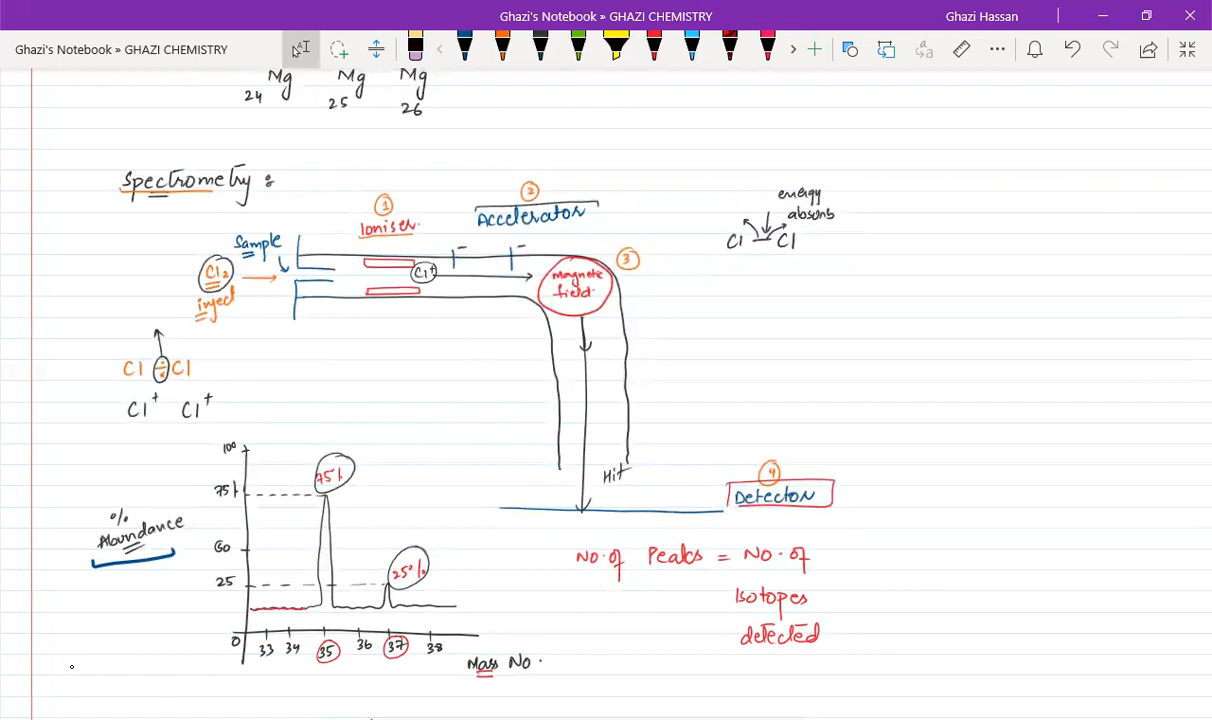 Ghazi's Notebook » GHAZI CHEMISTRY
Ghazi Hassan
Ghazi's Notebook » GHAZI CHEMISTRY
Mg Mg Mg
24 25 26
Spectrometry :
1
Ioniser
2
Accelerator
energy
absorb
Cl — Cl
Sample
Cl2
inject
Cl+
magnetic
field
3
Cl Cl
Cl+ Cl+
Hit
4
Detector
100
75%
60
25
0
% Abundance
75%
25%
33 34 35 36 37 38
Mass No.
No. of Peaks = No. of
Isotopes
detected